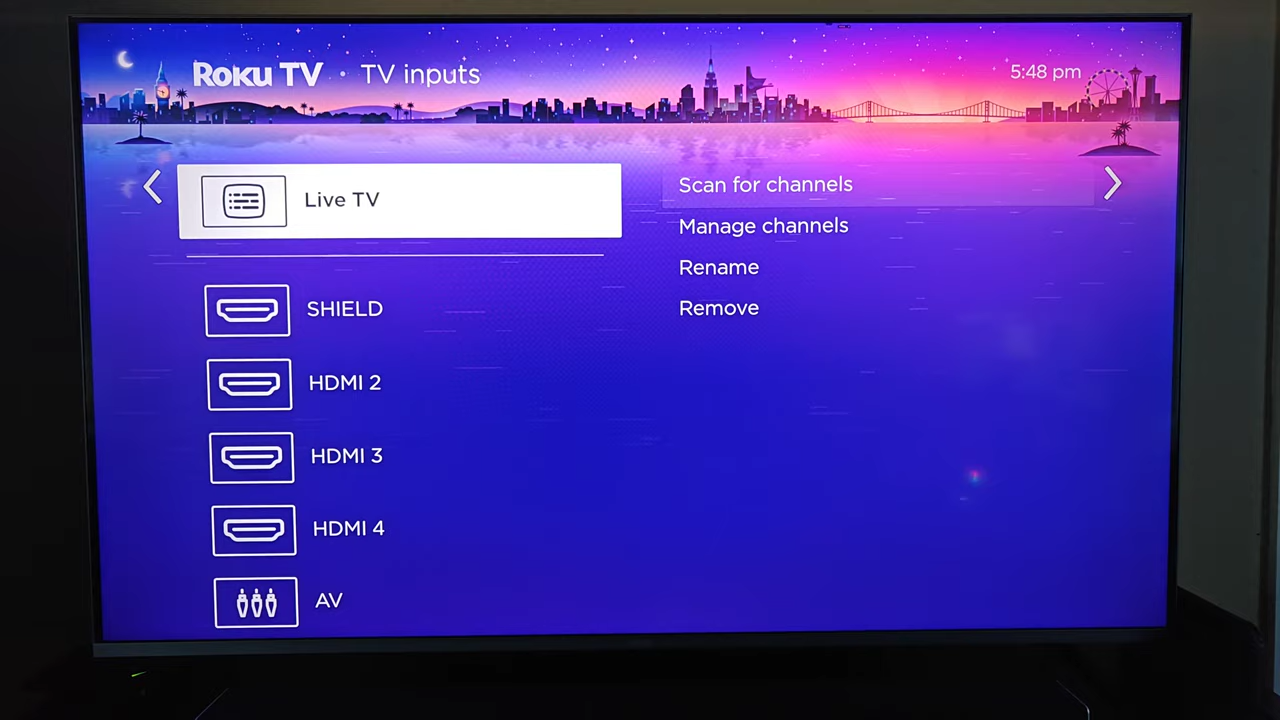 Roku TV • TV inputs
5:48 pm
Live TV
SHIELD
HDMI 2
HDMI 3
HDMI 4
AV
Scan for channels
Manage channels
Rename
Remove